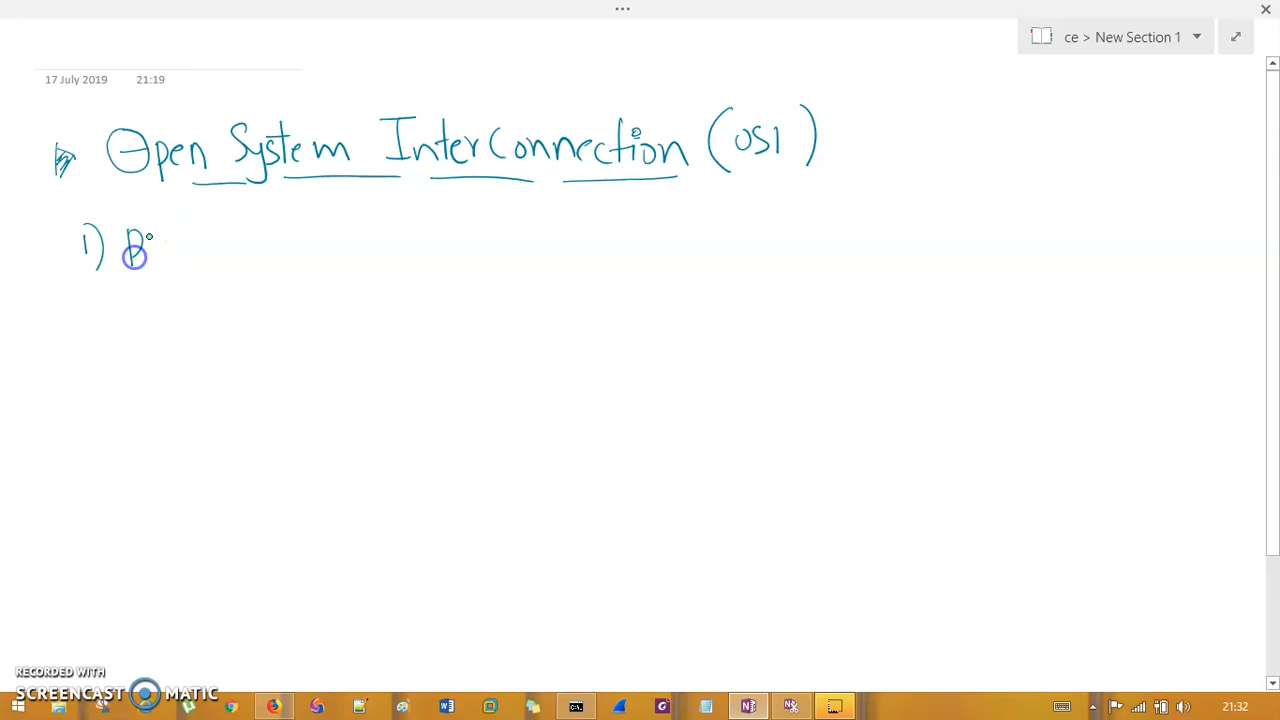 ce > New Section 1
17 July 2019 21:19
Open System InterConnection (OSI)
1) P
RECORDED WITH
SCREENCAST MATIC
21:32